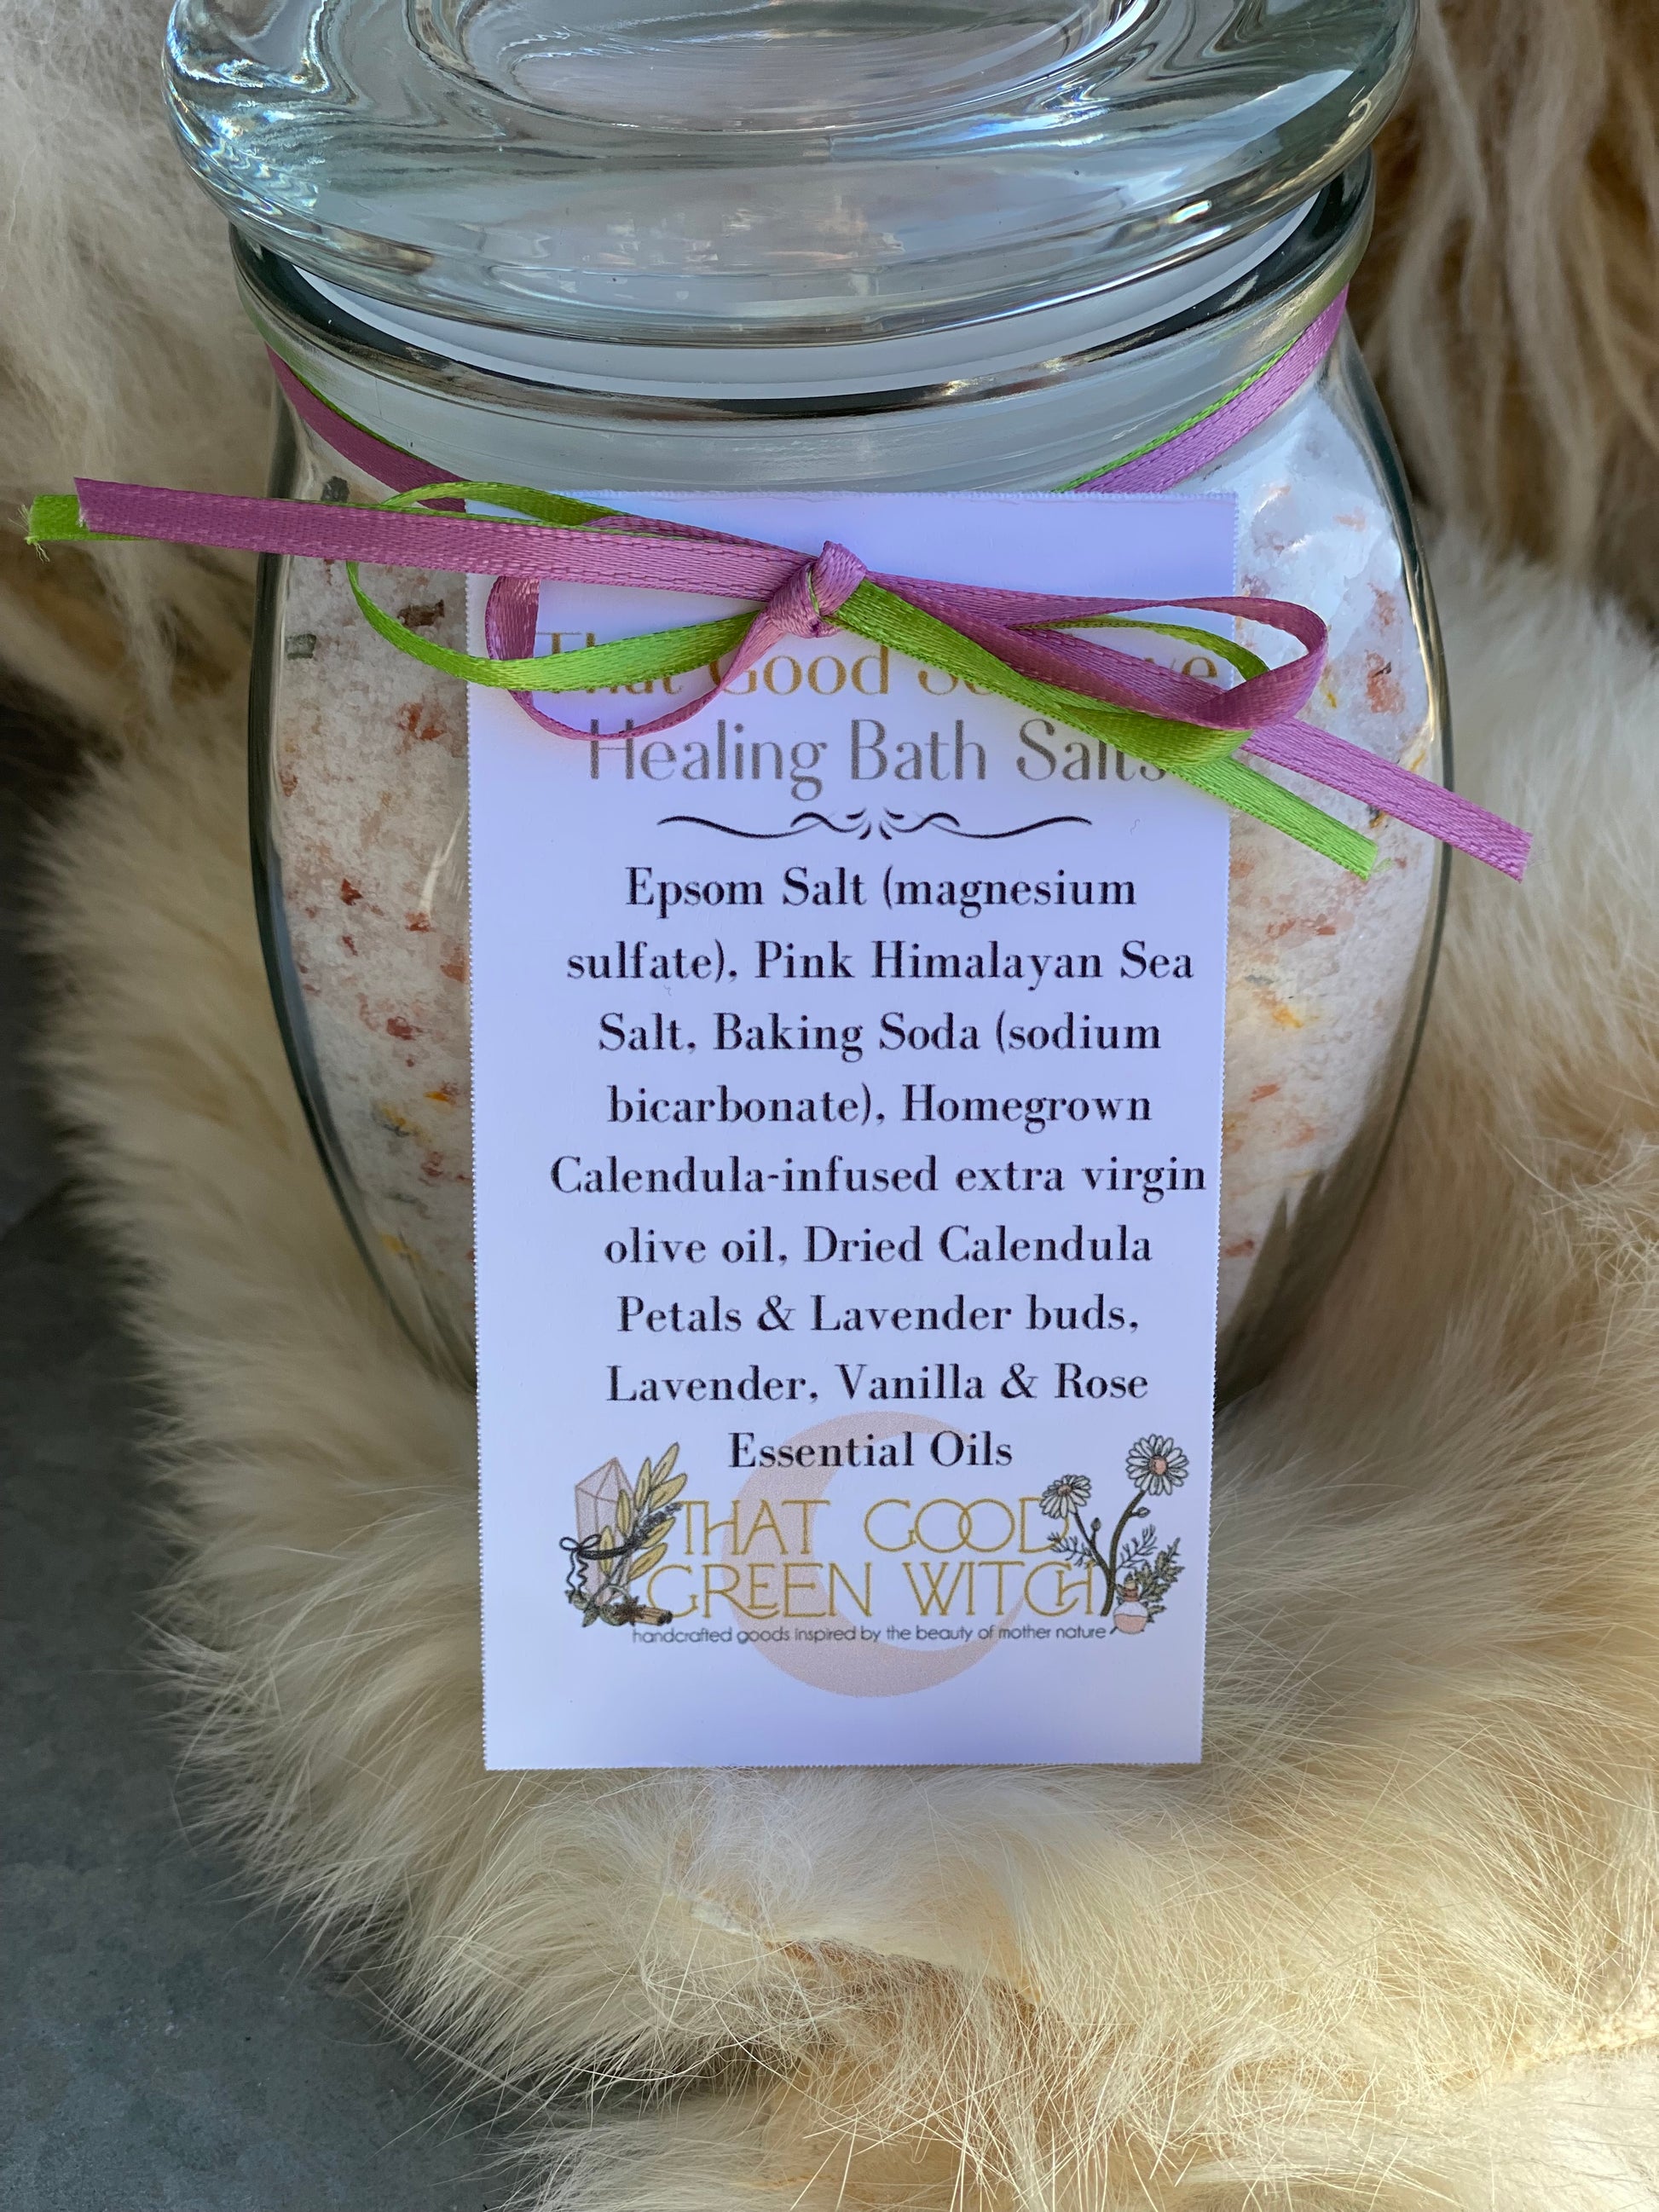 That Good
Healing Bath Salts
Epsom Salt (magnesium
sulfate), Pink Himalayan Sea
Salt, Baking Soda (sodium
bicarbonate), Homegrown
Calendula-infused extra virgin
olive oil, Dried Calendula
Petals & Lavender buds,
Lavender, Vanilla & Rose
Essential Oils
THAT GOOD
GREEN WITCH
handcrafted goods inspired by the beauty of mother nature